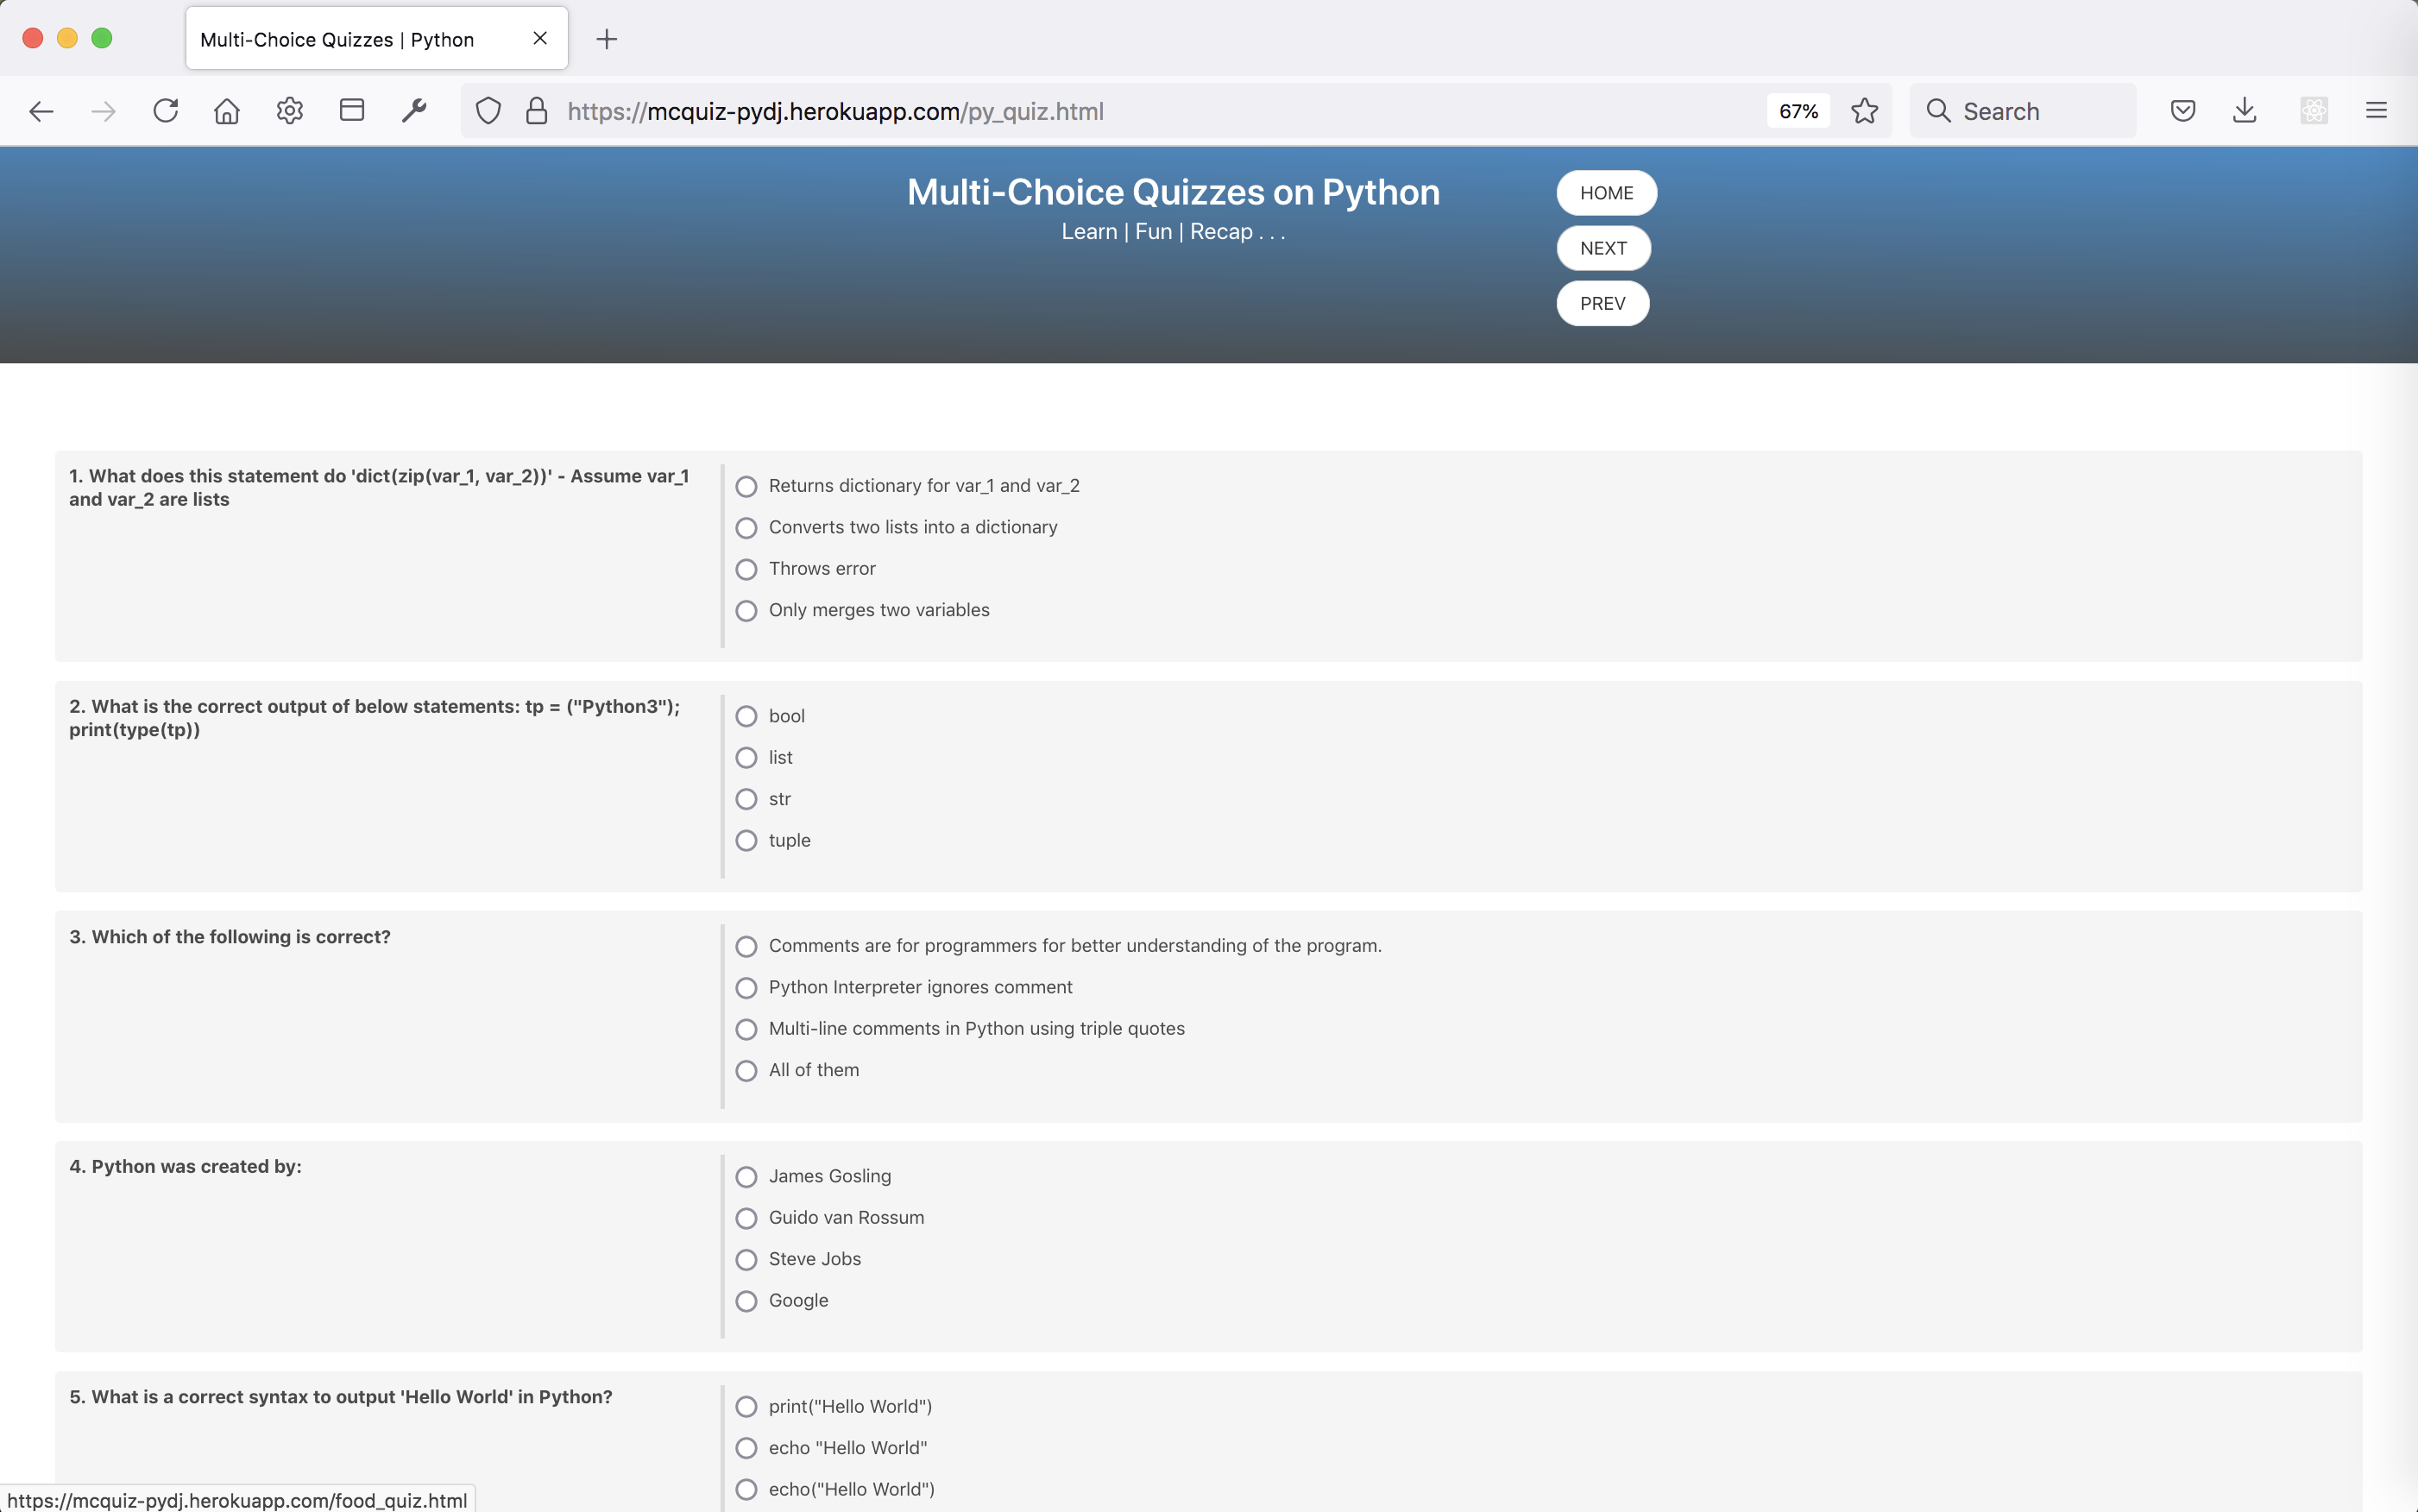 Multi-Choice Quizzes | Python
https://mcquiz-pydj.herokuapp.com/py_quiz.html
67%
Search
Multi-Choice Quizzes on Python
Learn | Fun | Recap . . .
HOME
NEXT
PREV
1. What does this statement do 'dict(zip(var_1, var_2))' - Assume var_1
and var_2 are lists
Returns dictionary for var_1 and var_2
Converts two lists into a dictionary
Throws error
Only merges two variables
2. What is the correct output of below statements: tp = ("Python3");
print(type(tp))
bool
list
str
tuple
3. Which of the following is correct?
Comments are for programmers for better understanding of the program.
Python Interpreter ignores comment
Multi-line comments in Python using triple quotes
All of them
4. Python was created by:
James Gosling
Guido van Rossum
Steve Jobs
Google
5. What is a correct syntax to output 'Hello World' in Python?
print("Hello World")
echo "Hello World"
echo("Hello World")
https://mcquiz-pydj.herokuapp.com/food_quiz.html